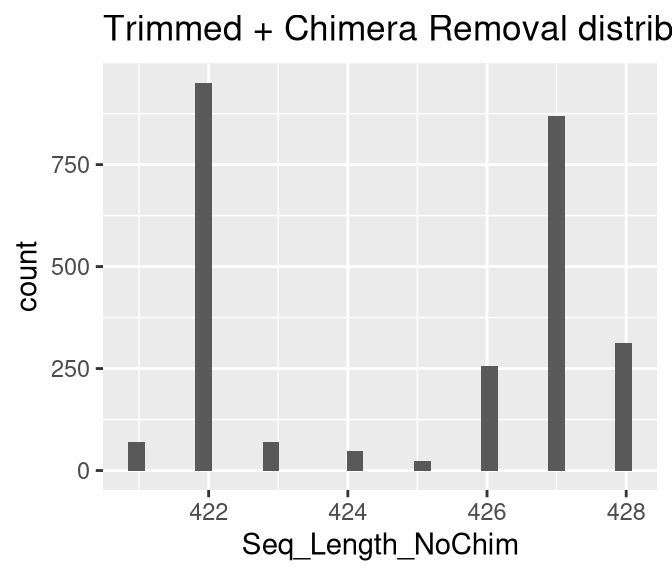 Trimmed + Chimera Removal distrib
750
500
250
0
count
422 424 426 428
Seq_Length_NoChim